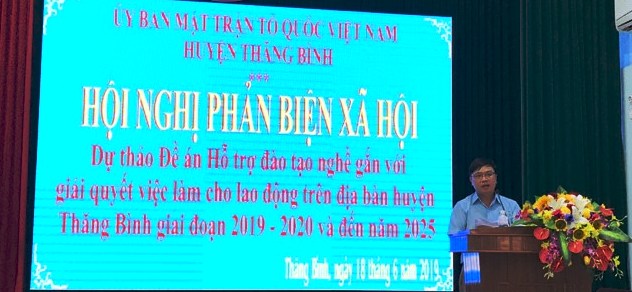 ỦY BAN MẶT TRẬN TỔ QUỐC VIỆT NAM
HUYỆN THĂNG BÌNH
***
HỘI NGHỊ PHẢN BIỆN XÃ HỘI
Dự thảo Đề án Hỗ trợ đào tạo nghề gắn với
giải quyết việc làm cho lao động trên địa bàn huyện
Thăng Bình giai đoạn 2019 - 2020 và đến năm 2025
Thăng Bình, ngày 18 tháng 6 năm 2019